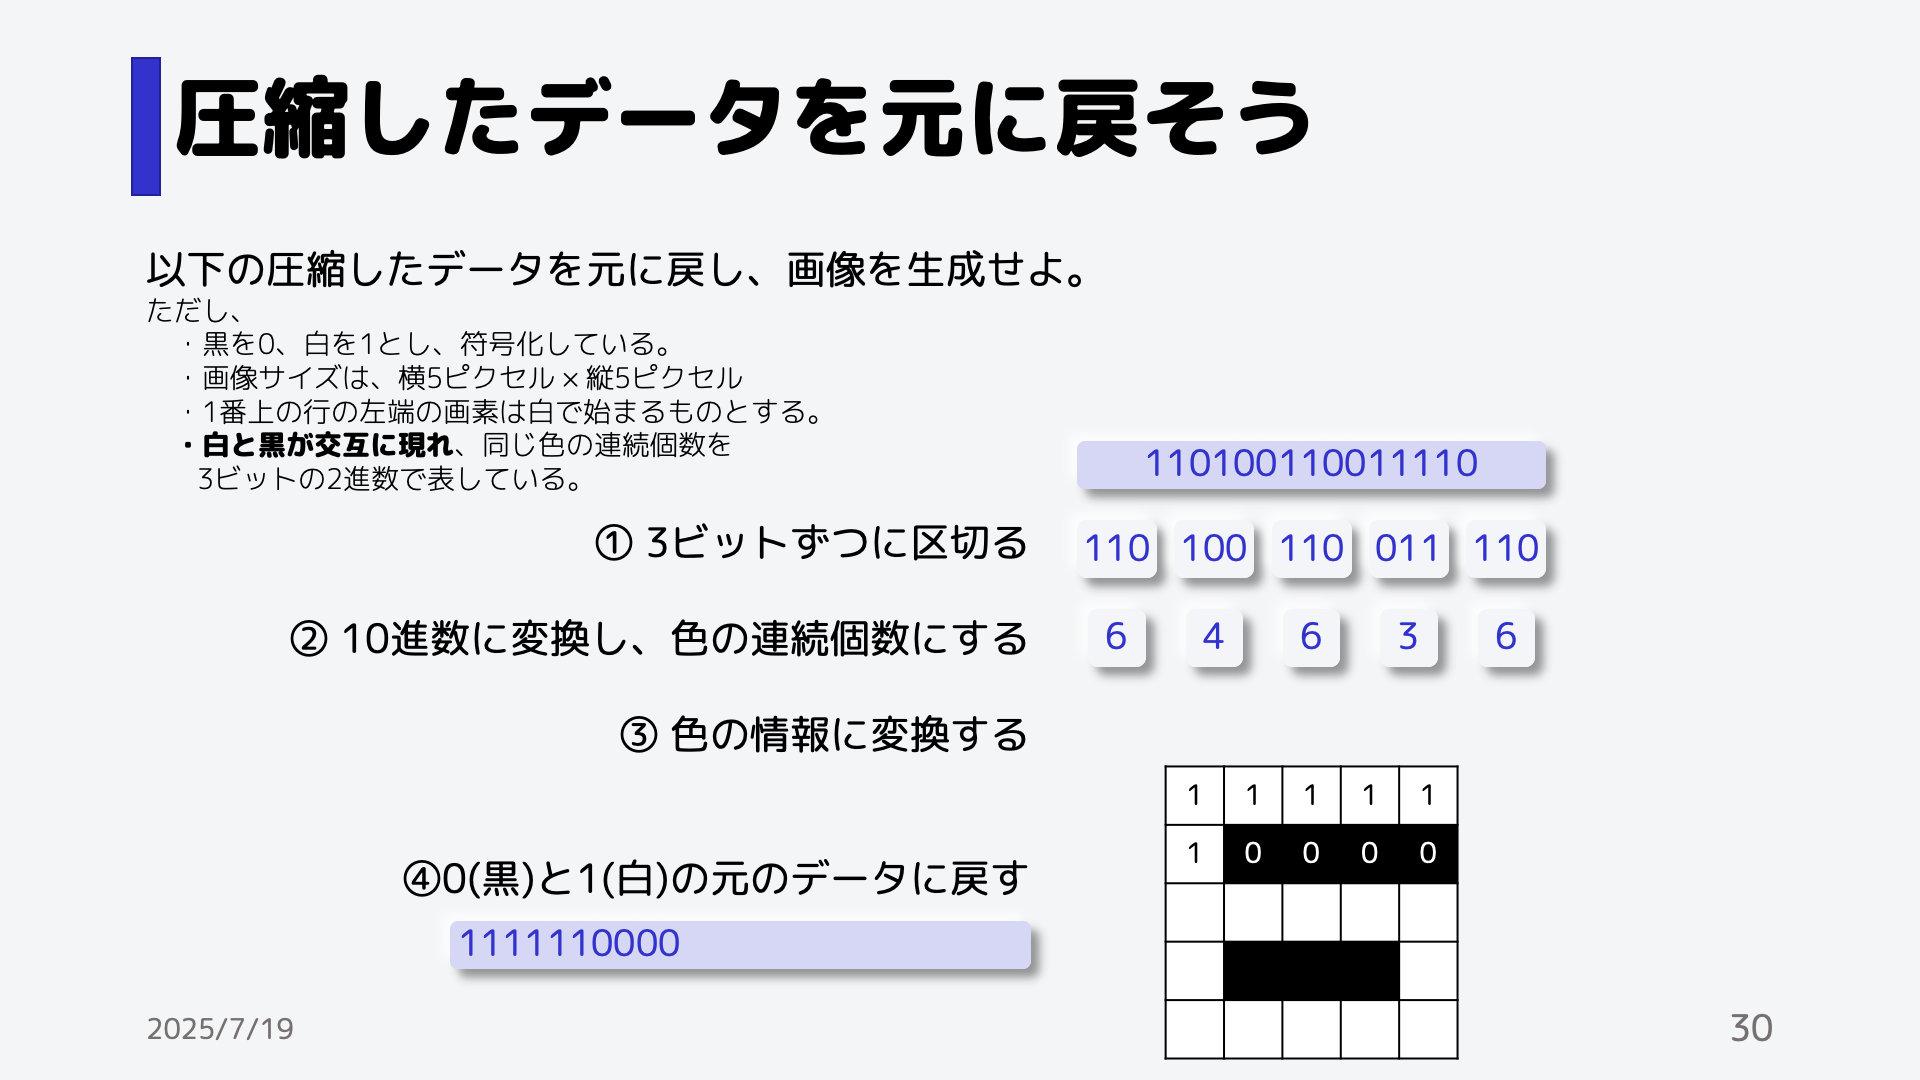 圧縮したデータを元に戻そう
以下の圧縮したデータを元に戻し、画像を生成せよ。
ただし、
・黒を0、白を1とし、符号化している。
・画像サイズは、横5ピクセル × 縦5ピクセル
・1番上の行の左端の画素は白で始まるものとする。
・白と黒が交互に現れ、同じ色の連続個数を
3ビットの2進数で表している。
110100110011110
① 3ビットずつに区切る
110 100 110 011 110
② 10進数に変換し、色の連続個数にする
6 4 6 3 6
③ 色の情報に変換する
1 1 1 1 1
1 0 0 0 0
④0(黒)と1(白)の元のデータに戻す
1111110000
2025/7/19
30